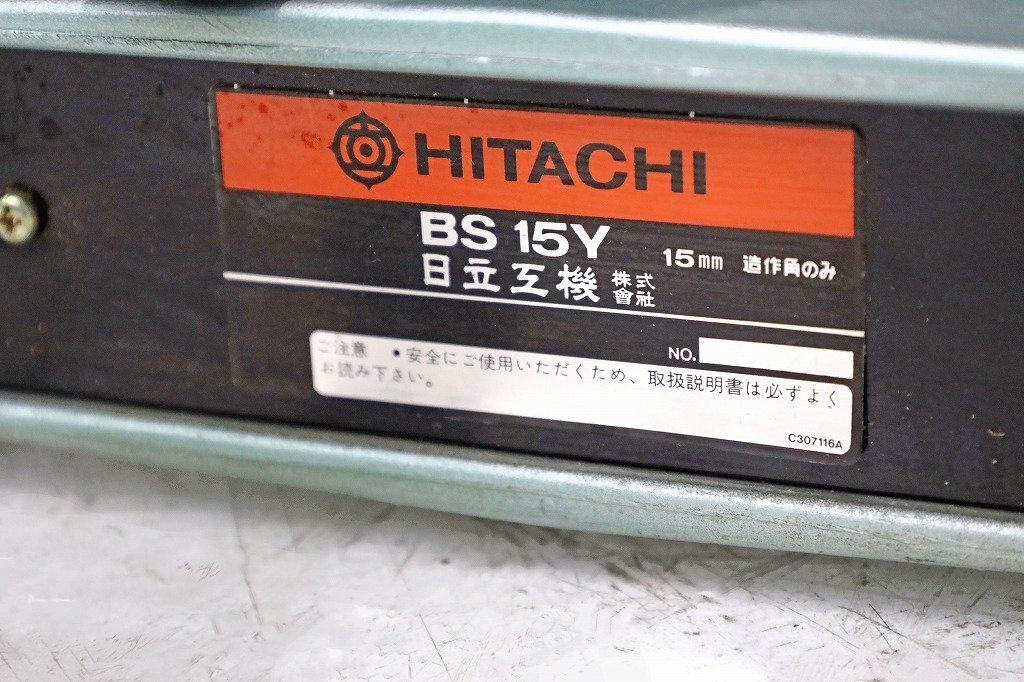 HITACHI
BS 15Y 15mm 造作角のみ
日立工機 株式會社
NO.
ご注意 •安全にご使用いただくため、取扱説明書は必ずよく
お読み下さい。
C307116A